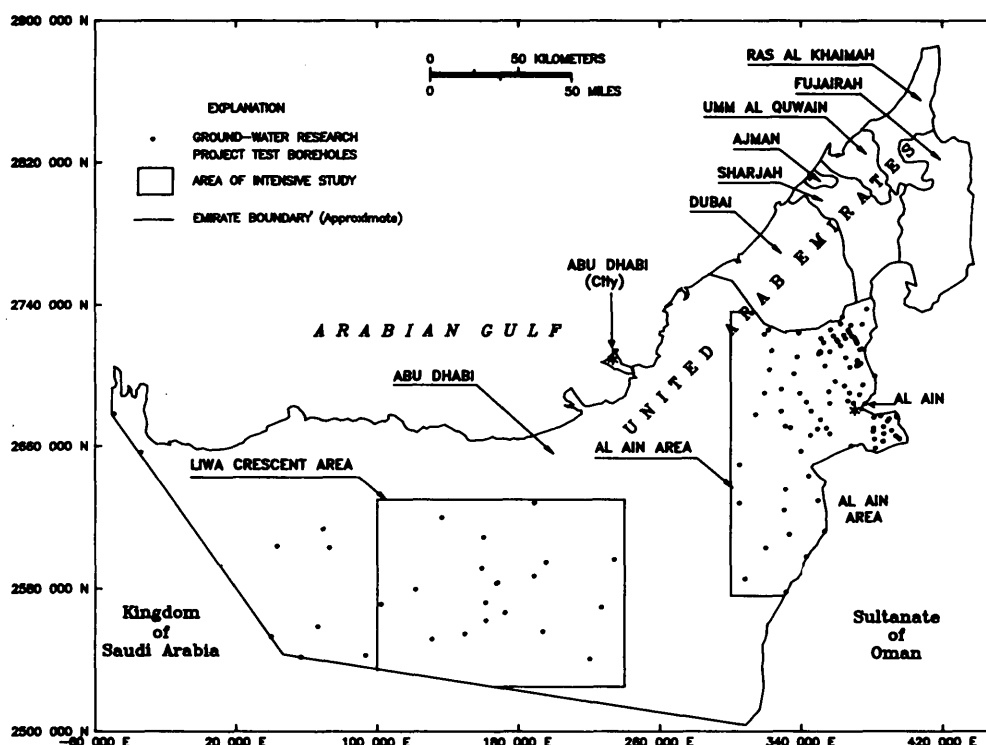 2900 000 N
2820 000 N
2740 000 N
2660 000 N
2580 000 N
2500 000 N
-60 000 E
20 000 E
100 000 E
180 000 E
260 000 E
340 000 E
420 000 E
0 50 KILOMETERS
0 50 MILES
EXPLANATION
GROUND-WATER RESEARCH
PROJECT TEST BOREHOLES
AREA OF INTENSIVE STUDY
EMIRATE BOUNDARY (Approximate)
RAS AL KHAIMAH
FUJAIRAH
UMM AL QUWAIN
AJMAN
SHARJAH
DUBAI
ABU DHABI
(City)
ARABIAN GULF
UNITED ARAB EMDRATES
ABU DHABI
AL AIN
AL AIN AREA
LIWA CRESCENT AREA
AL AIN
AREA
Kingdom
of
Saudi Arabia
Sultanate
of
Oman